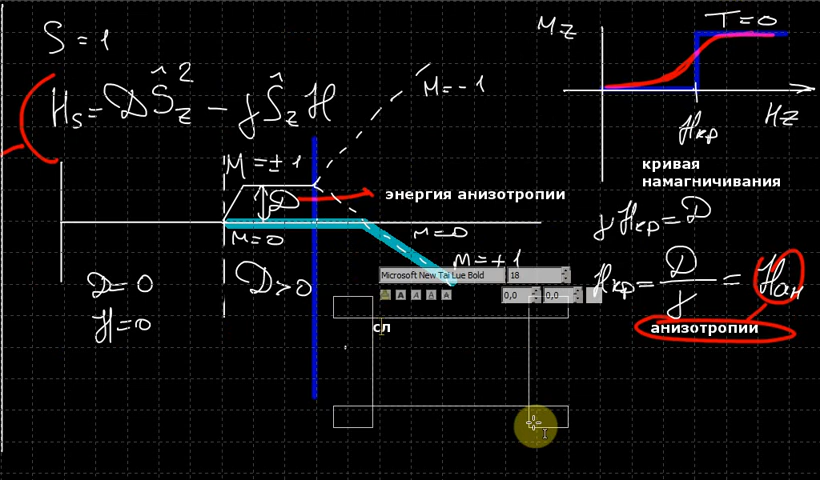 S = 1
Hs = DŜz² − γŜzH
M = ± 1
M = − 1
D
энергия анизотропии
M = 0
M = 0
M = + 1
D = 0
H = 0
D > 0
Mz
T = 0
Hкр
Hz
кривая
намагничивания
γHкр = D
Hкр = D/γ = Hан
анизотропии
Microsoft New Tai Lue Bold
18
0,0
0,0
сл